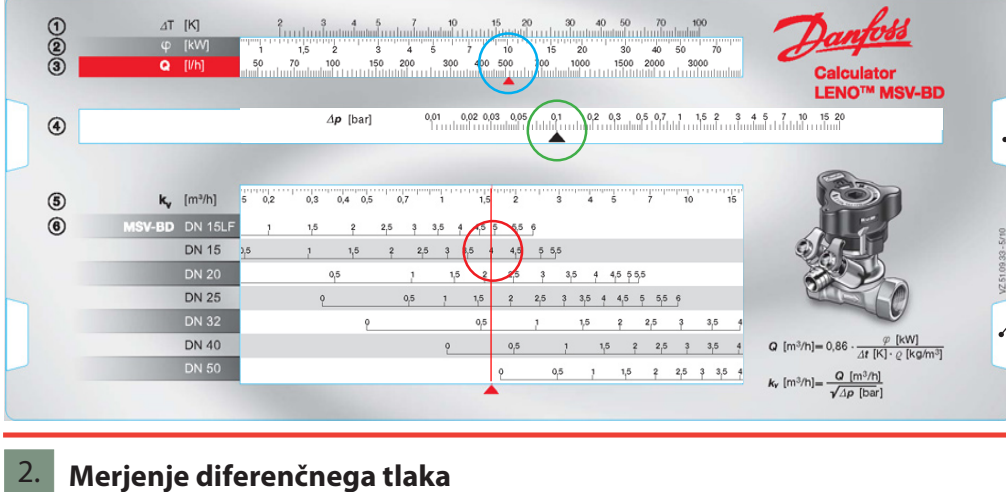 1 ΔT [K] 2 3 4 5 7 10 15 20 30 40 50 70 100
2 φ [kW] 1 1,5 2 3 4 5 7 10 15 20 30 40 50 70
3 Q [l/h] 50 70 100 150 200 300 400 500 700 1000 1500 2000 3000
Danfoss
Calculator
LENO™ MSV-BD
4 Δp [bar] 0,01 0,02 0,03 0,05 0,1 0,2 0,3 0,5 0,7 1 1,5 2 3 4 5 7 10 15 20
5 kv [m³/h] 5 0,2 0,3 0,4 0,5 0,7 1 1,5 2 3 4 5 7 10 15
6 MSV-BD DN 15LF 1 1,5 2 2,5 3 3,5 4 4,5 5 5,5 6
DN 15 0,5 1 1,5 2 2,5 3 3,5 4 4,5 5 5,5
DN 20 0,5 1 1,5 2 2,5 3 3,5 4 4,5 5 5,5
DN 25 0 0,5 1 1,5 2 2,5 3 3,5 4 4,5 5 5,5 6
DN 32 0 0,5 1 1,5 2 2,5 3 3,5 4
DN 40 0 0,5 1 1,5 2 2,5 3 3,5 4
DN 50 0 0,5 1 1,5 2 2,5 3 3,5 4
Q [m³/h]= 0,86 · φ [kW] / Δt [K] · ϱ [kg/m³]
kv [m³/h]= Q [m³/h] / √Δp [bar]
VZ.51.09.33 - 5/10
2. Merjenje diferenčnega tlaka